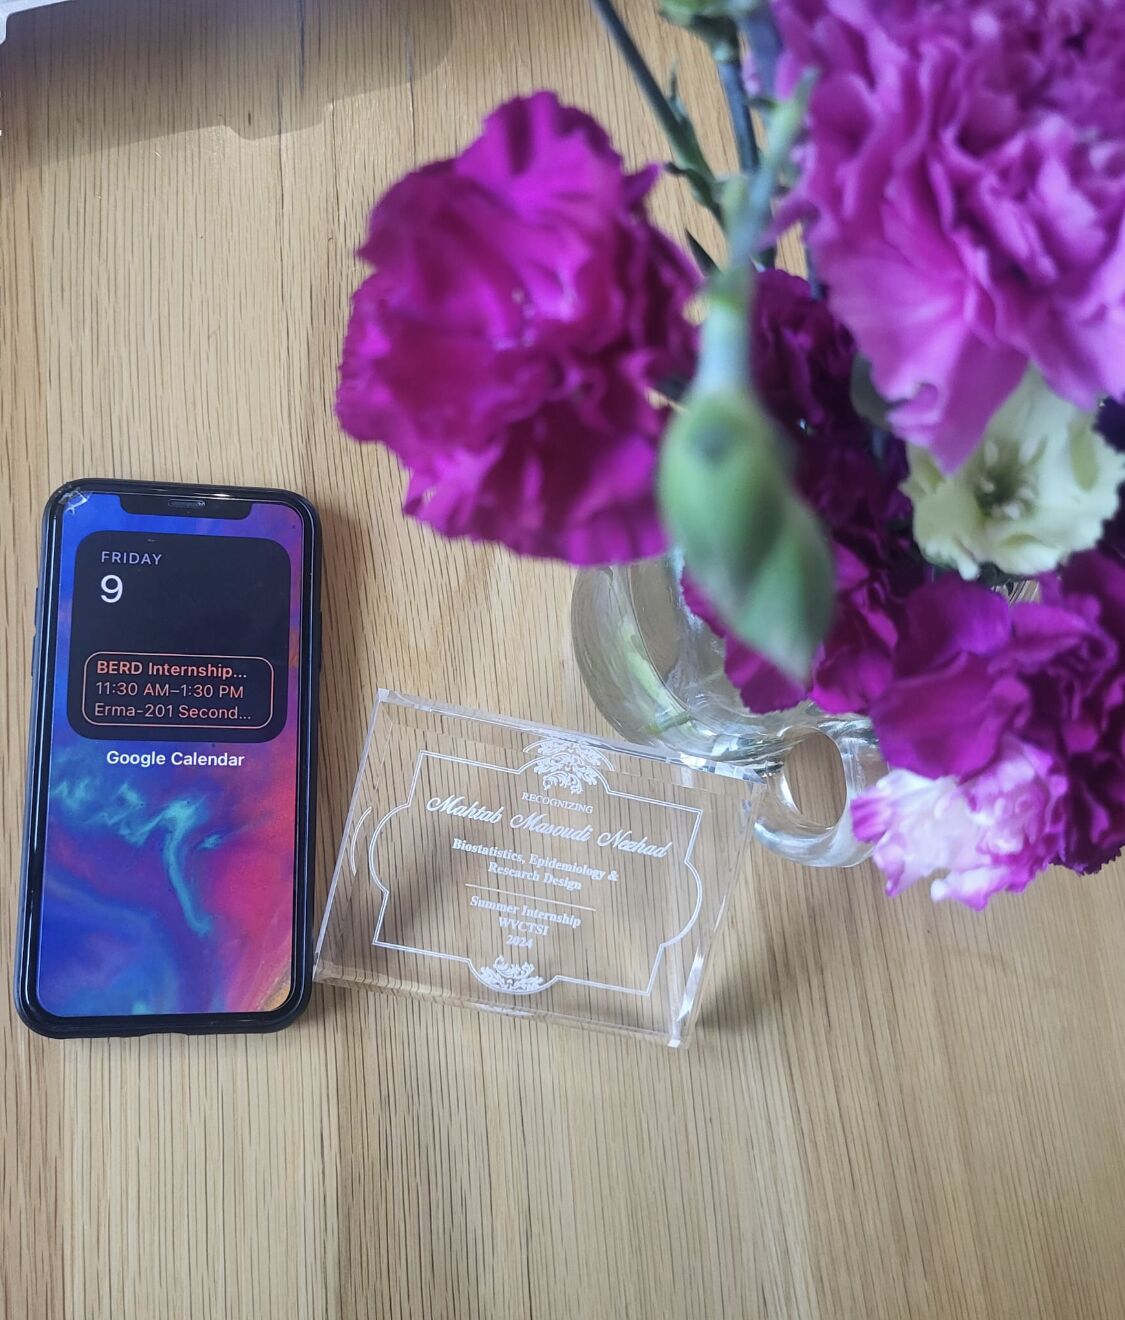 FRIDAY
9
BERD Internship...
11:30 AM–1:30 PM
Erma-201 Second...
Google Calendar
RECOGNIZING
Mahtab Masoudi Nezhad
Biostatistics, Epidemiology &
Research Design
Summer Internship
WVCTSI
2024